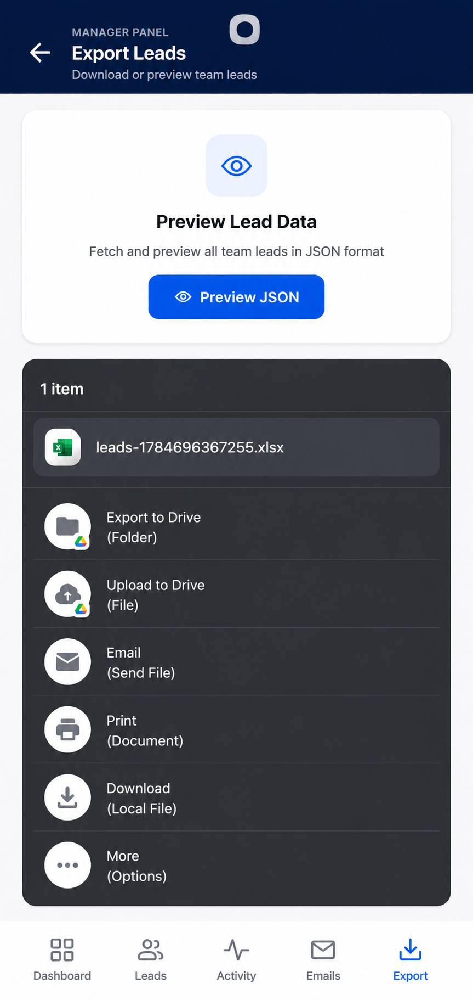 MANAGER PANEL
Export Leads
Download or preview team leads
Preview Lead Data
Fetch and preview all team leads in JSON format
Preview JSON
1 item
leads-1784696367255.xlsx
Export to Drive
(Folder)
Upload to Drive
(File)
Email
(Send File)
Print
(Document)
Download
(Local File)
More
(Options)
Dashboard
Leads
Activity
Emails
Export